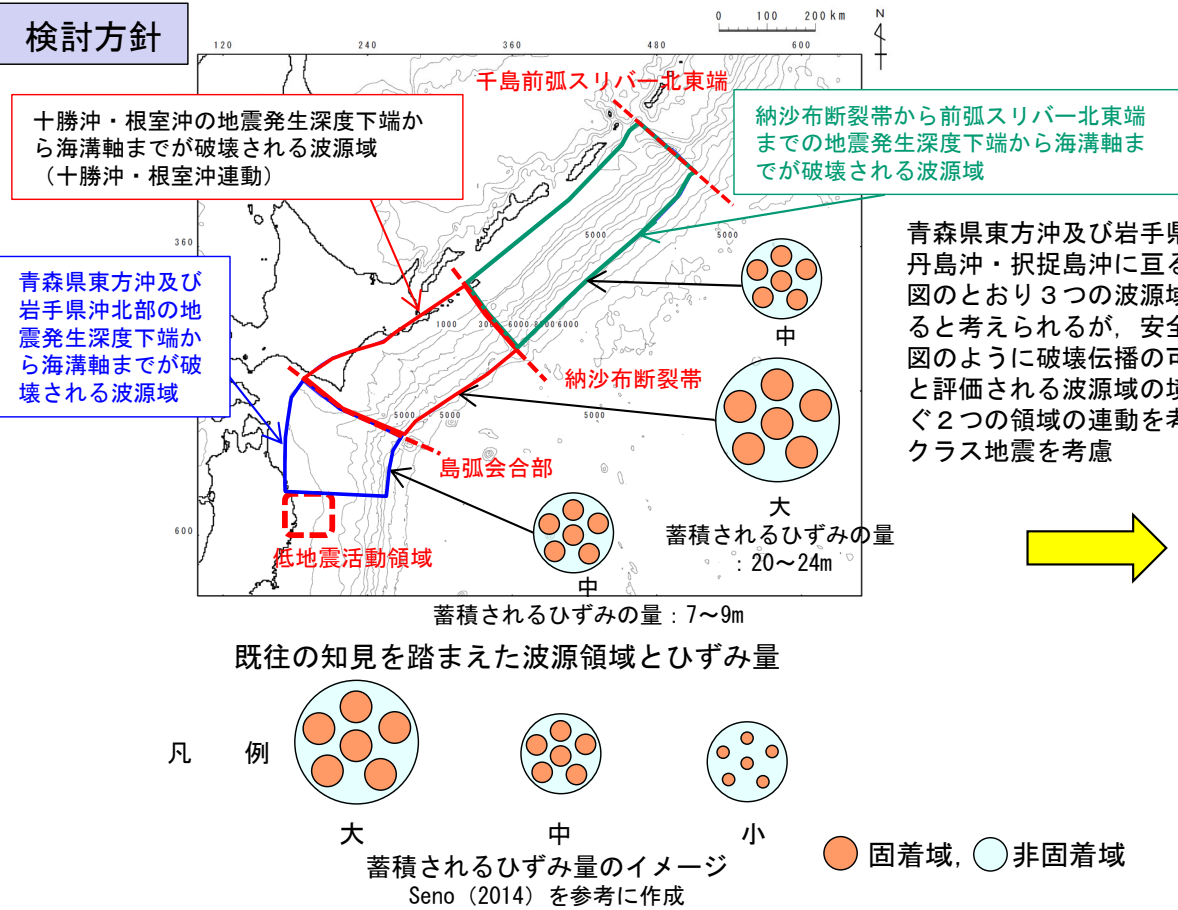 検討方針
0 100 200 km
N
120 240 360 480 600
千島前弧スリバー北東端
十勝沖・根室沖の地震発生深度下端か
ら海溝軸までが破壊される波源域
（十勝沖・根室沖連動）
納沙布断裂帯から前弧スリバー北東端
までの地震発生深度下端から海溝軸ま
でが破壊される波源域
360
5000
5000
青森県東方沖及び岩手県
丹島沖・択捉島沖に亘る
図のとおり３つの波源域
ると考えられるが，安全
図のように破壊伝播の可
と評価される波源域の境
ぐ２つの領域の連動を考
クラス地震を考慮
青森県東方沖及び
岩手県沖北部の地
震発生深度下端か
ら海溝軸までが破
壊される波源域
中
1000
6000
6000
納沙布断裂帯
5000 5000
5000
島弧会合部
大
蓄積されるひずみの量
：20～24m
600
低地震活動領域
中
蓄積されるひずみの量：7～9m
既往の知見を踏まえた波源領域とひずみ量
凡 例
大 中 小
蓄積されるひずみ量のイメージ
Seno（2014）を参考に作成
固着域， 非固着域